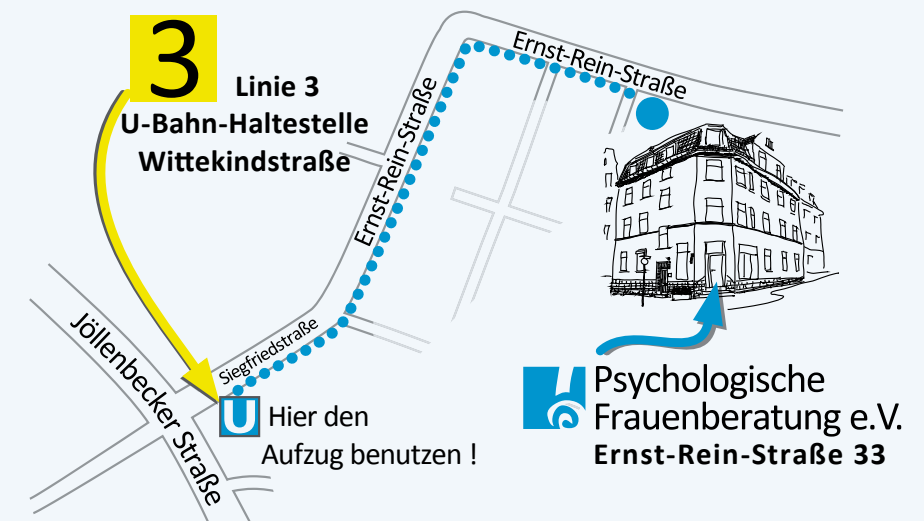 3
Linie 3
U-Bahn-Haltestelle
Wittekindstraße
Ernst-Rein-Straße
Ernst-Rein-Straße
Siegfriedstraße
Jöllenbecker Straße
U
Hier den
Aufzug benutzen !
Psychologische
Frauenberatung e.V.
Ernst-Rein-Straße 33